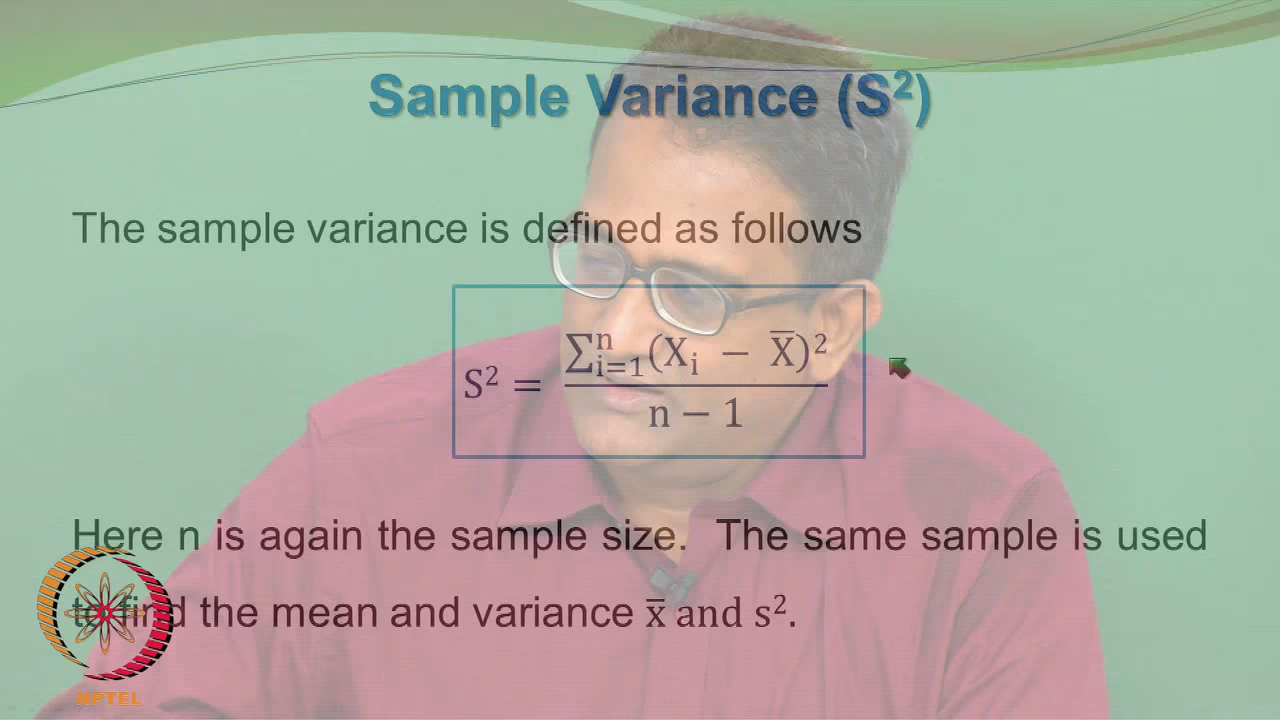 Sample Variance (S²)
The sample variance is defined as follows
S² = ∑ⁿᵢ₌₁(Xᵢ − X̅)² / n − 1
Here n is again the sample size. The same sample is used
to find the mean and variance x̅ and s².
NPTEL